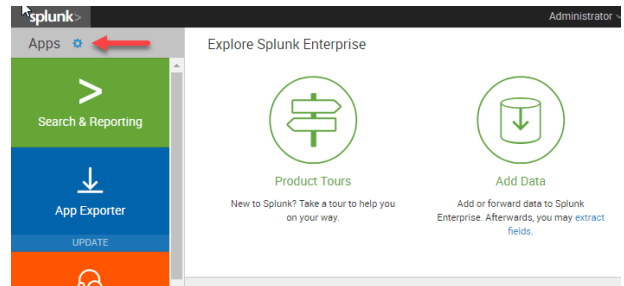 splunk>
Administrator
Apps
Explore Splunk Enterprise
Search & Reporting
App Exporter
UPDATE
Product Tours
New to Splunk? Take a tour to help you
on your way.
Add Data
Add or forward data to Splunk
Enterprise. Afterwards, you may extract
fields.